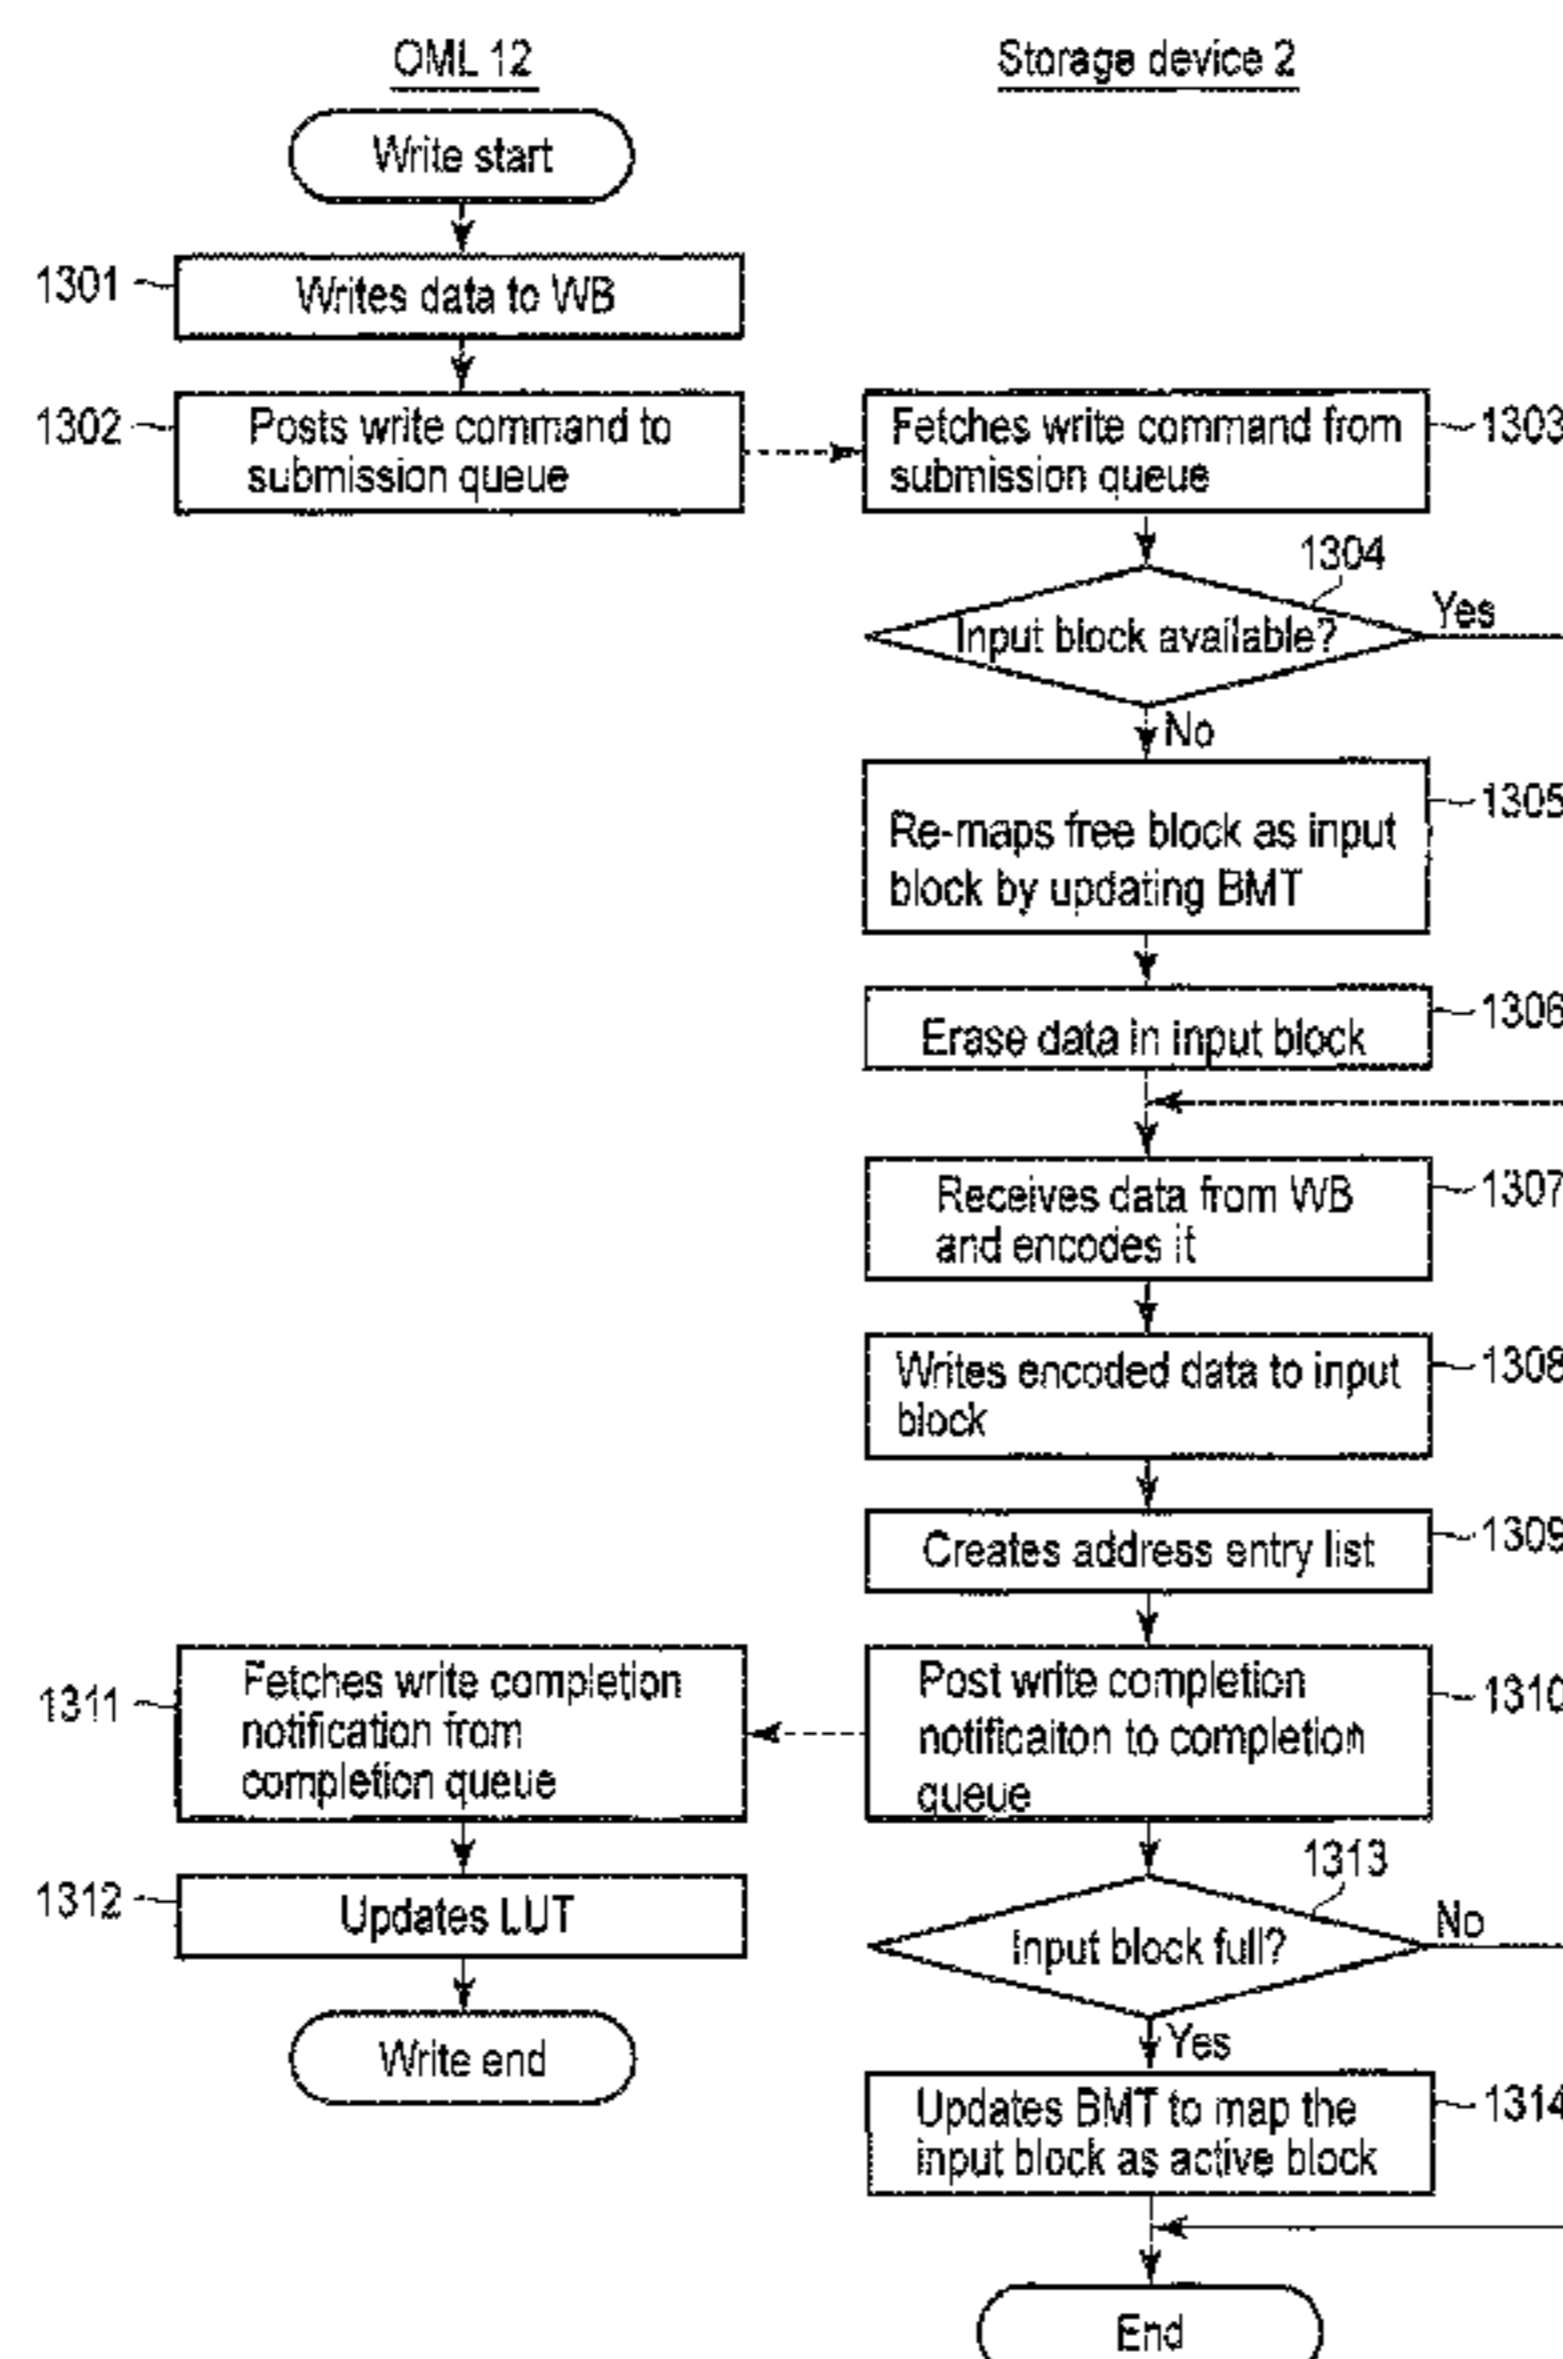 OML 12
Storage device 2
Write start
1301
Writes data to WB
1302
Posts write command to
submission queue
Fetches write command from
submission queue
1303
1304
Input block available?
Yes
No
Re-maps free block as input
block by updating BMT
1305
Erase data in input block
1306
Receives data from WB
and encodes it
1307
Writes encoded data to input
block
1308
Creates address entry list
1309
1311
Fetches write completion
notification from
completion queue
Post write completion
notificaiton to completion
queue
1310
1312
Updates LUT
1313
Input block full?
No
Write end
Yes
Updates BMT to map the
input block as active block
1314
End